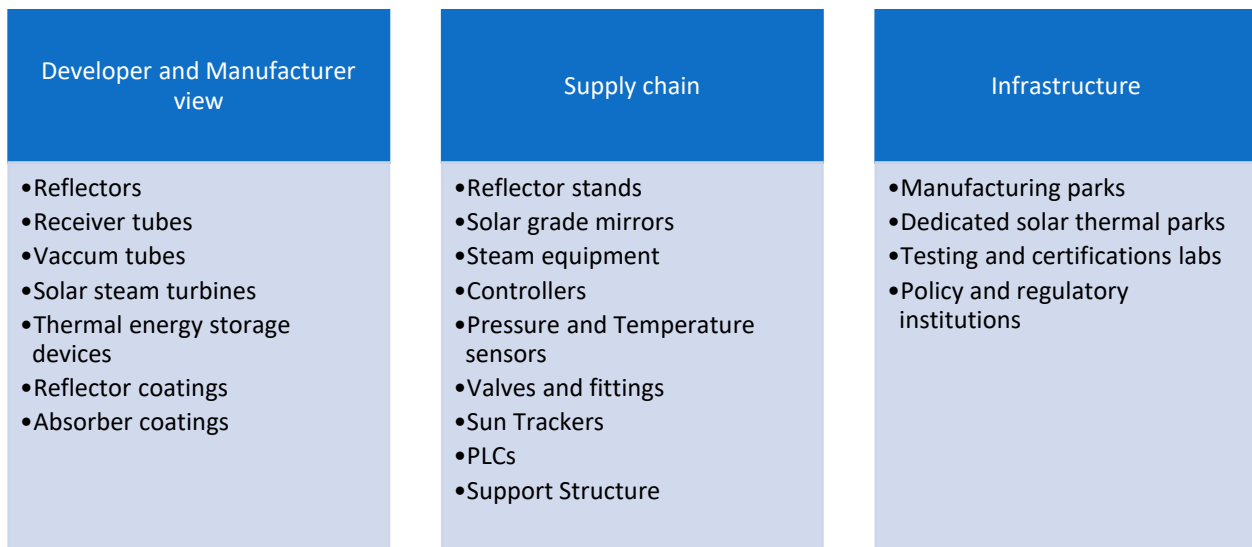 Developer and Manufacturer
view
•Reflectors
•Receiver tubes
•Vaccum tubes
•Solar steam turbines
•Thermal energy storage
devices
•Reflector coatings
•Absorber coatings
Supply chain
•Reflector stands
•Solar grade mirrors
•Steam equipment
•Controllers
•Pressure and Temperature
sensors
•Valves and fittings
•Sun Trackers
•PLCs
•Support Structure
Infrastructure
•Manufacturing parks
•Dedicated solar thermal parks
•Testing and certifications labs
•Policy and regulatory
institutions